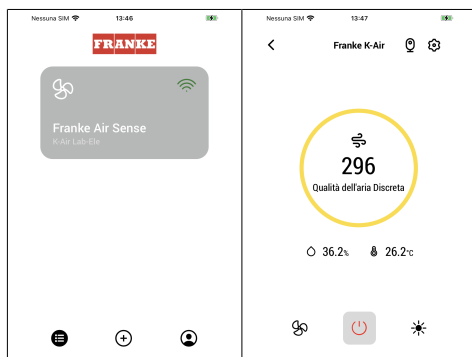 Nessuna SIM 13:46
FRANKE
Franke Air Sense
K-Air Lab-Ele
Nessuna SIM 13:47
Franke K-Air
296
Qualità dell'aria Discreta
36.2% 26.2°C